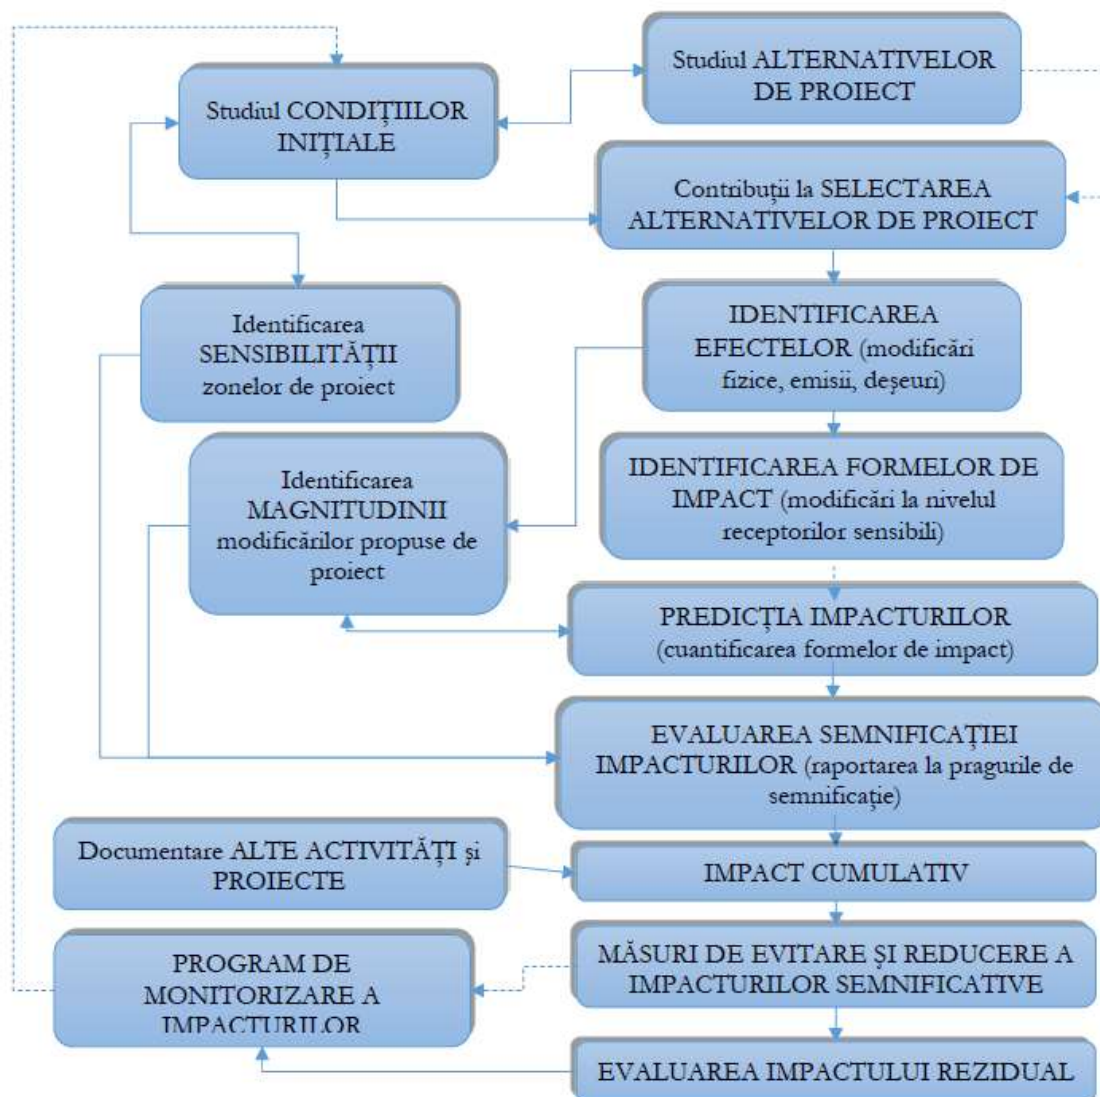 Studiul ALTERNATIVELOR
DE PROIECT
Studiul CONDIȚIILOR
INIȚIALE
Contribuții la SELECTAREA
ALTERNATIVELOR DE PROIECT
Identificarea
SENSIBILITĂȚII
zonelor de proiect
IDENTIFICAREA
EFECTELOR (modificări
fizice, emisii, deșeuri)
IDENTIFICAREA FORMELOR DE
IMPACT (modificări la nivelul
receptorilor sensibili)
Identificarea
MAGNITUDINII
modificărilor propuse de
proiect
PREDICȚIA IMPACTURILOR
(cuantificarea formelor de impact)
EVALUAREA SEMNIFICAȚIEI
IMPACTURILOR (raportarea la pragurile de
semnificație)
Documentare ALTE ACTIVITĂȚI și
PROIECTE
IMPACT CUMULATIV
MĂSURI DE EVITARE ȘI REDUCERE A
IMPACTURILOR SEMNIFICATIVE
PROGRAM DE
MONITORIZARE A
IMPACTURILOR
EVALUAREA IMPACTULUI REZIDUAL